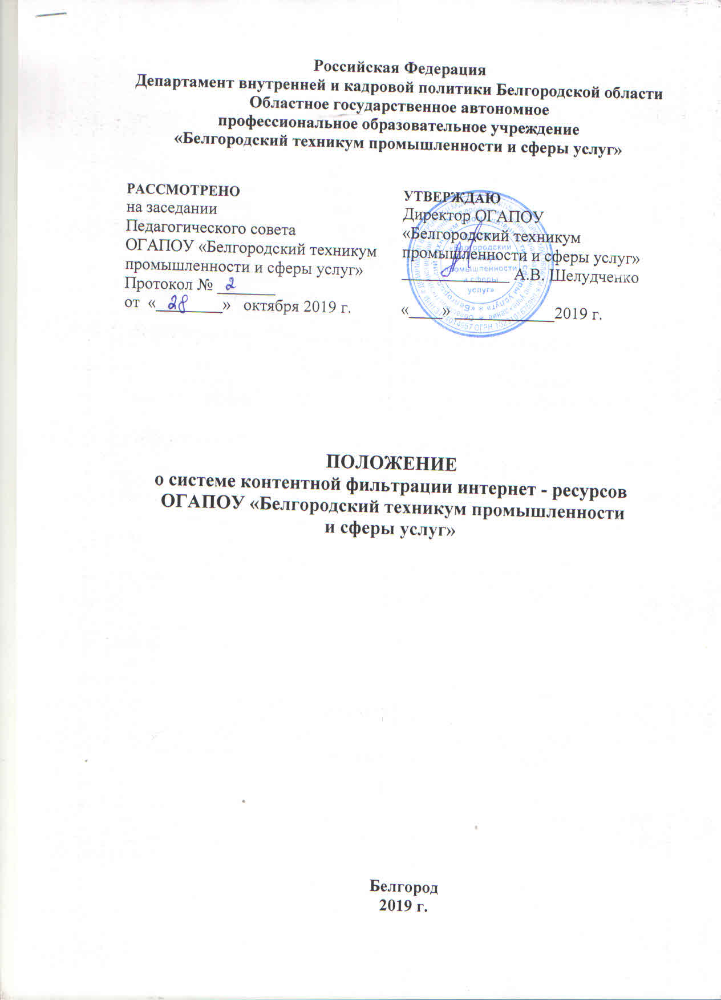 Российская Федерация
Департамент внутренней и кадровой политики Белгородской области
Областное государственное автономное
профессиональное образовательное учреждение
«Белгородский техникум промышленности и сферы услуг»
РАССМОТРЕНО
на заседании
Педагогического совета
ОГАПОУ «Белгородский техникум
промышленности и сферы услуг»
Протокол № 2
от «28» октября 2019 г.
УТВЕРЖДАЮ
Директор ОГАПОУ
«Белгородский техникум
промышленности и сферы услуг»
А.В. Шелудченко
«____» ____________2019 г.
«Белгородский
промышленности
и сферы
услуг»
ПОЛОЖЕНИЕ
о системе контентной фильтрации интернет - ресурсов
ОГАПОУ «Белгородский техникум промышленности
и сферы услуг»
Белгород
2019 г.